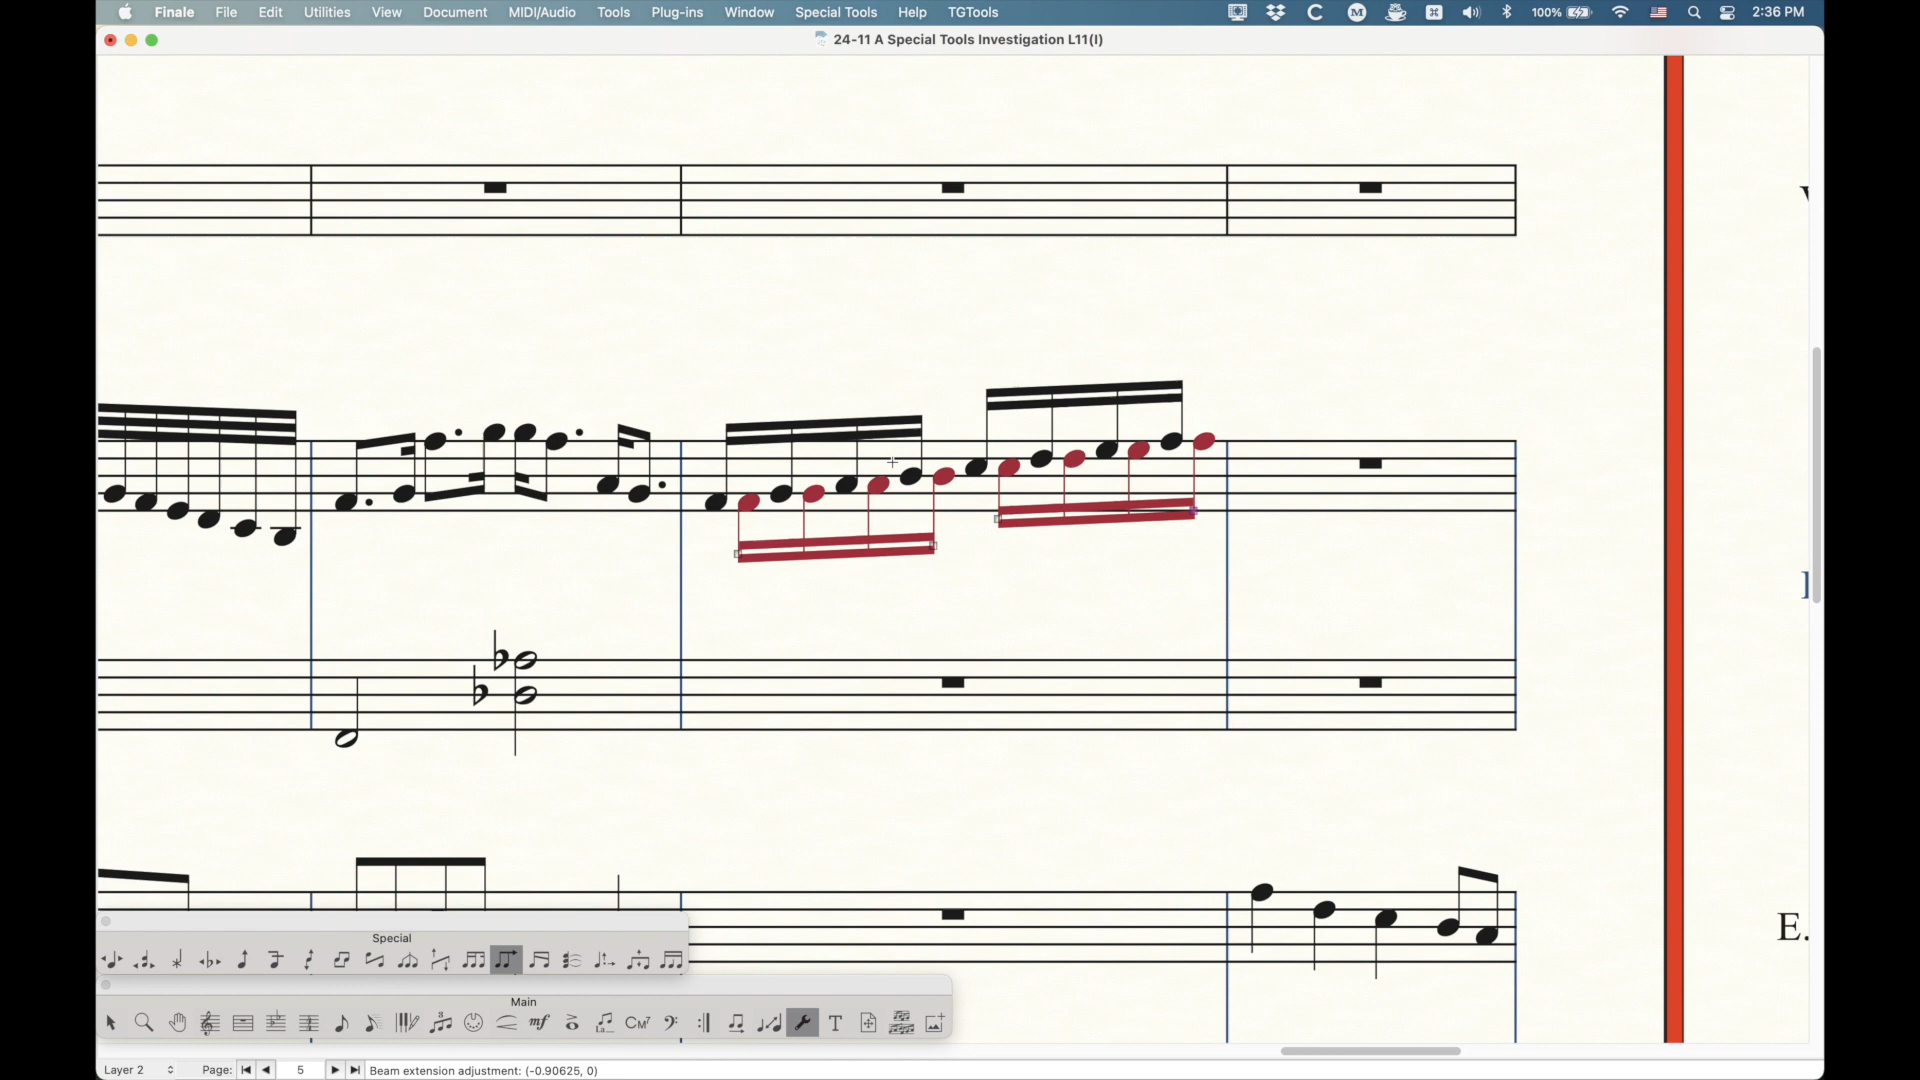 Finale File Edit Utilities View Document MIDI/Audio Tools Plug-ins Window Special Tools Help TGTools 100% 2:36 PM
24-11 A Special Tools Investigation L11(I)
E.
Special
Main
Layer 2 Page: 5 Beam extension adjustment: (-0.90625, 0)